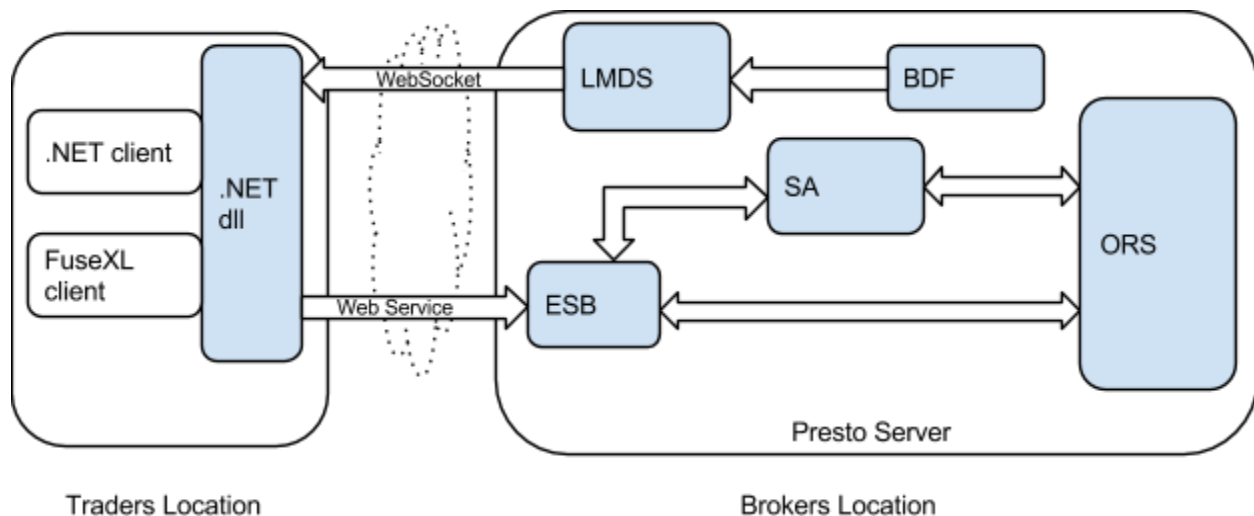 WebSocket
LMDS
BDF
.NET client
.NET
dll
SA
FuseXL
client
ORS
Web Service
ESB
Presto Server
Traders Location
Brokers Location